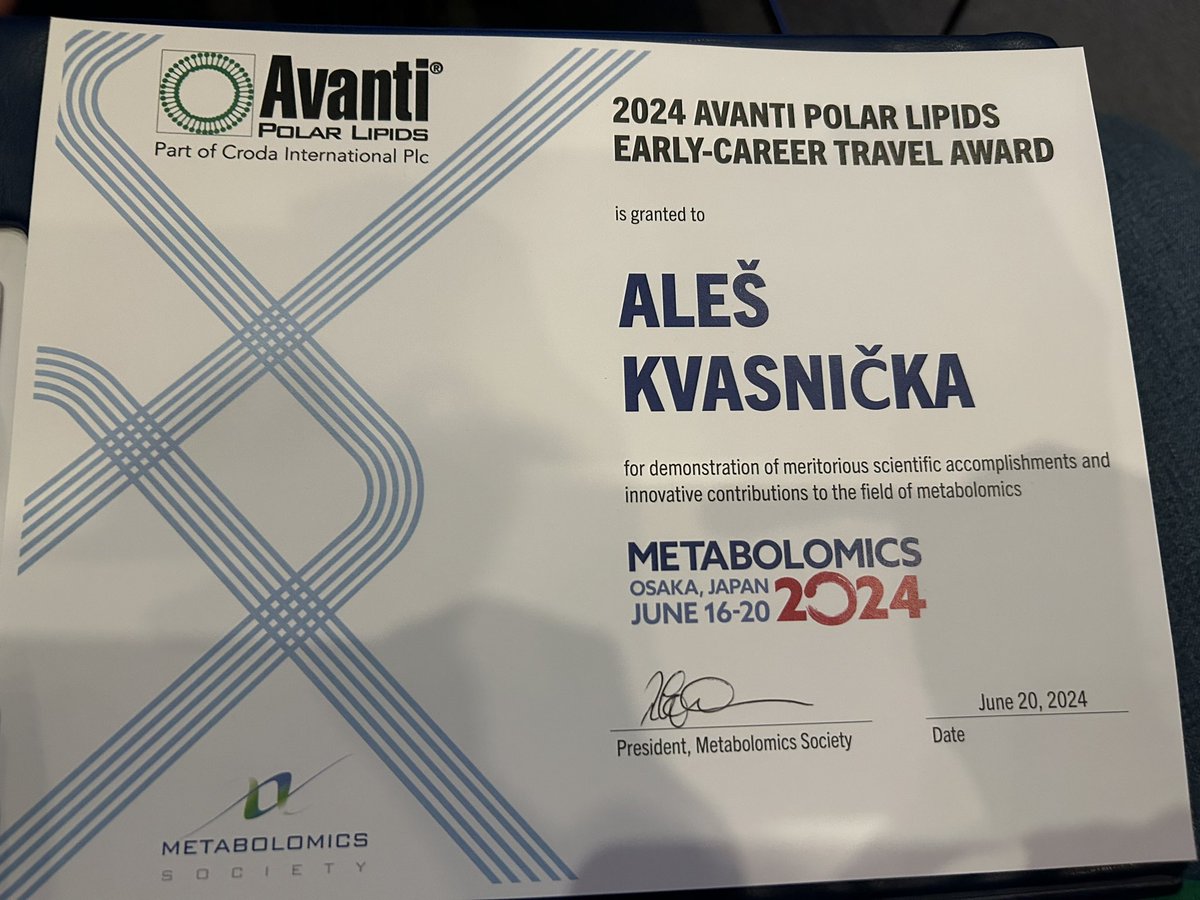 Avanti®
POLAR LIPIDS
Part of Croda International Plc
2024 AVANTI POLAR LIPIDS
EARLY-CAREER TRAVEL AWARD
is granted to
ALEŠ
KVASNIČKA
for demonstration of meritorious scientific accomplishments and
innovative contributions to the field of metabolomics
METABOLOMICS
OSAKA, JAPAN
JUNE 16-20 2024
June 20, 2024
President, Metabolomics Society
Date
METABOLOMICS
SOCIETY